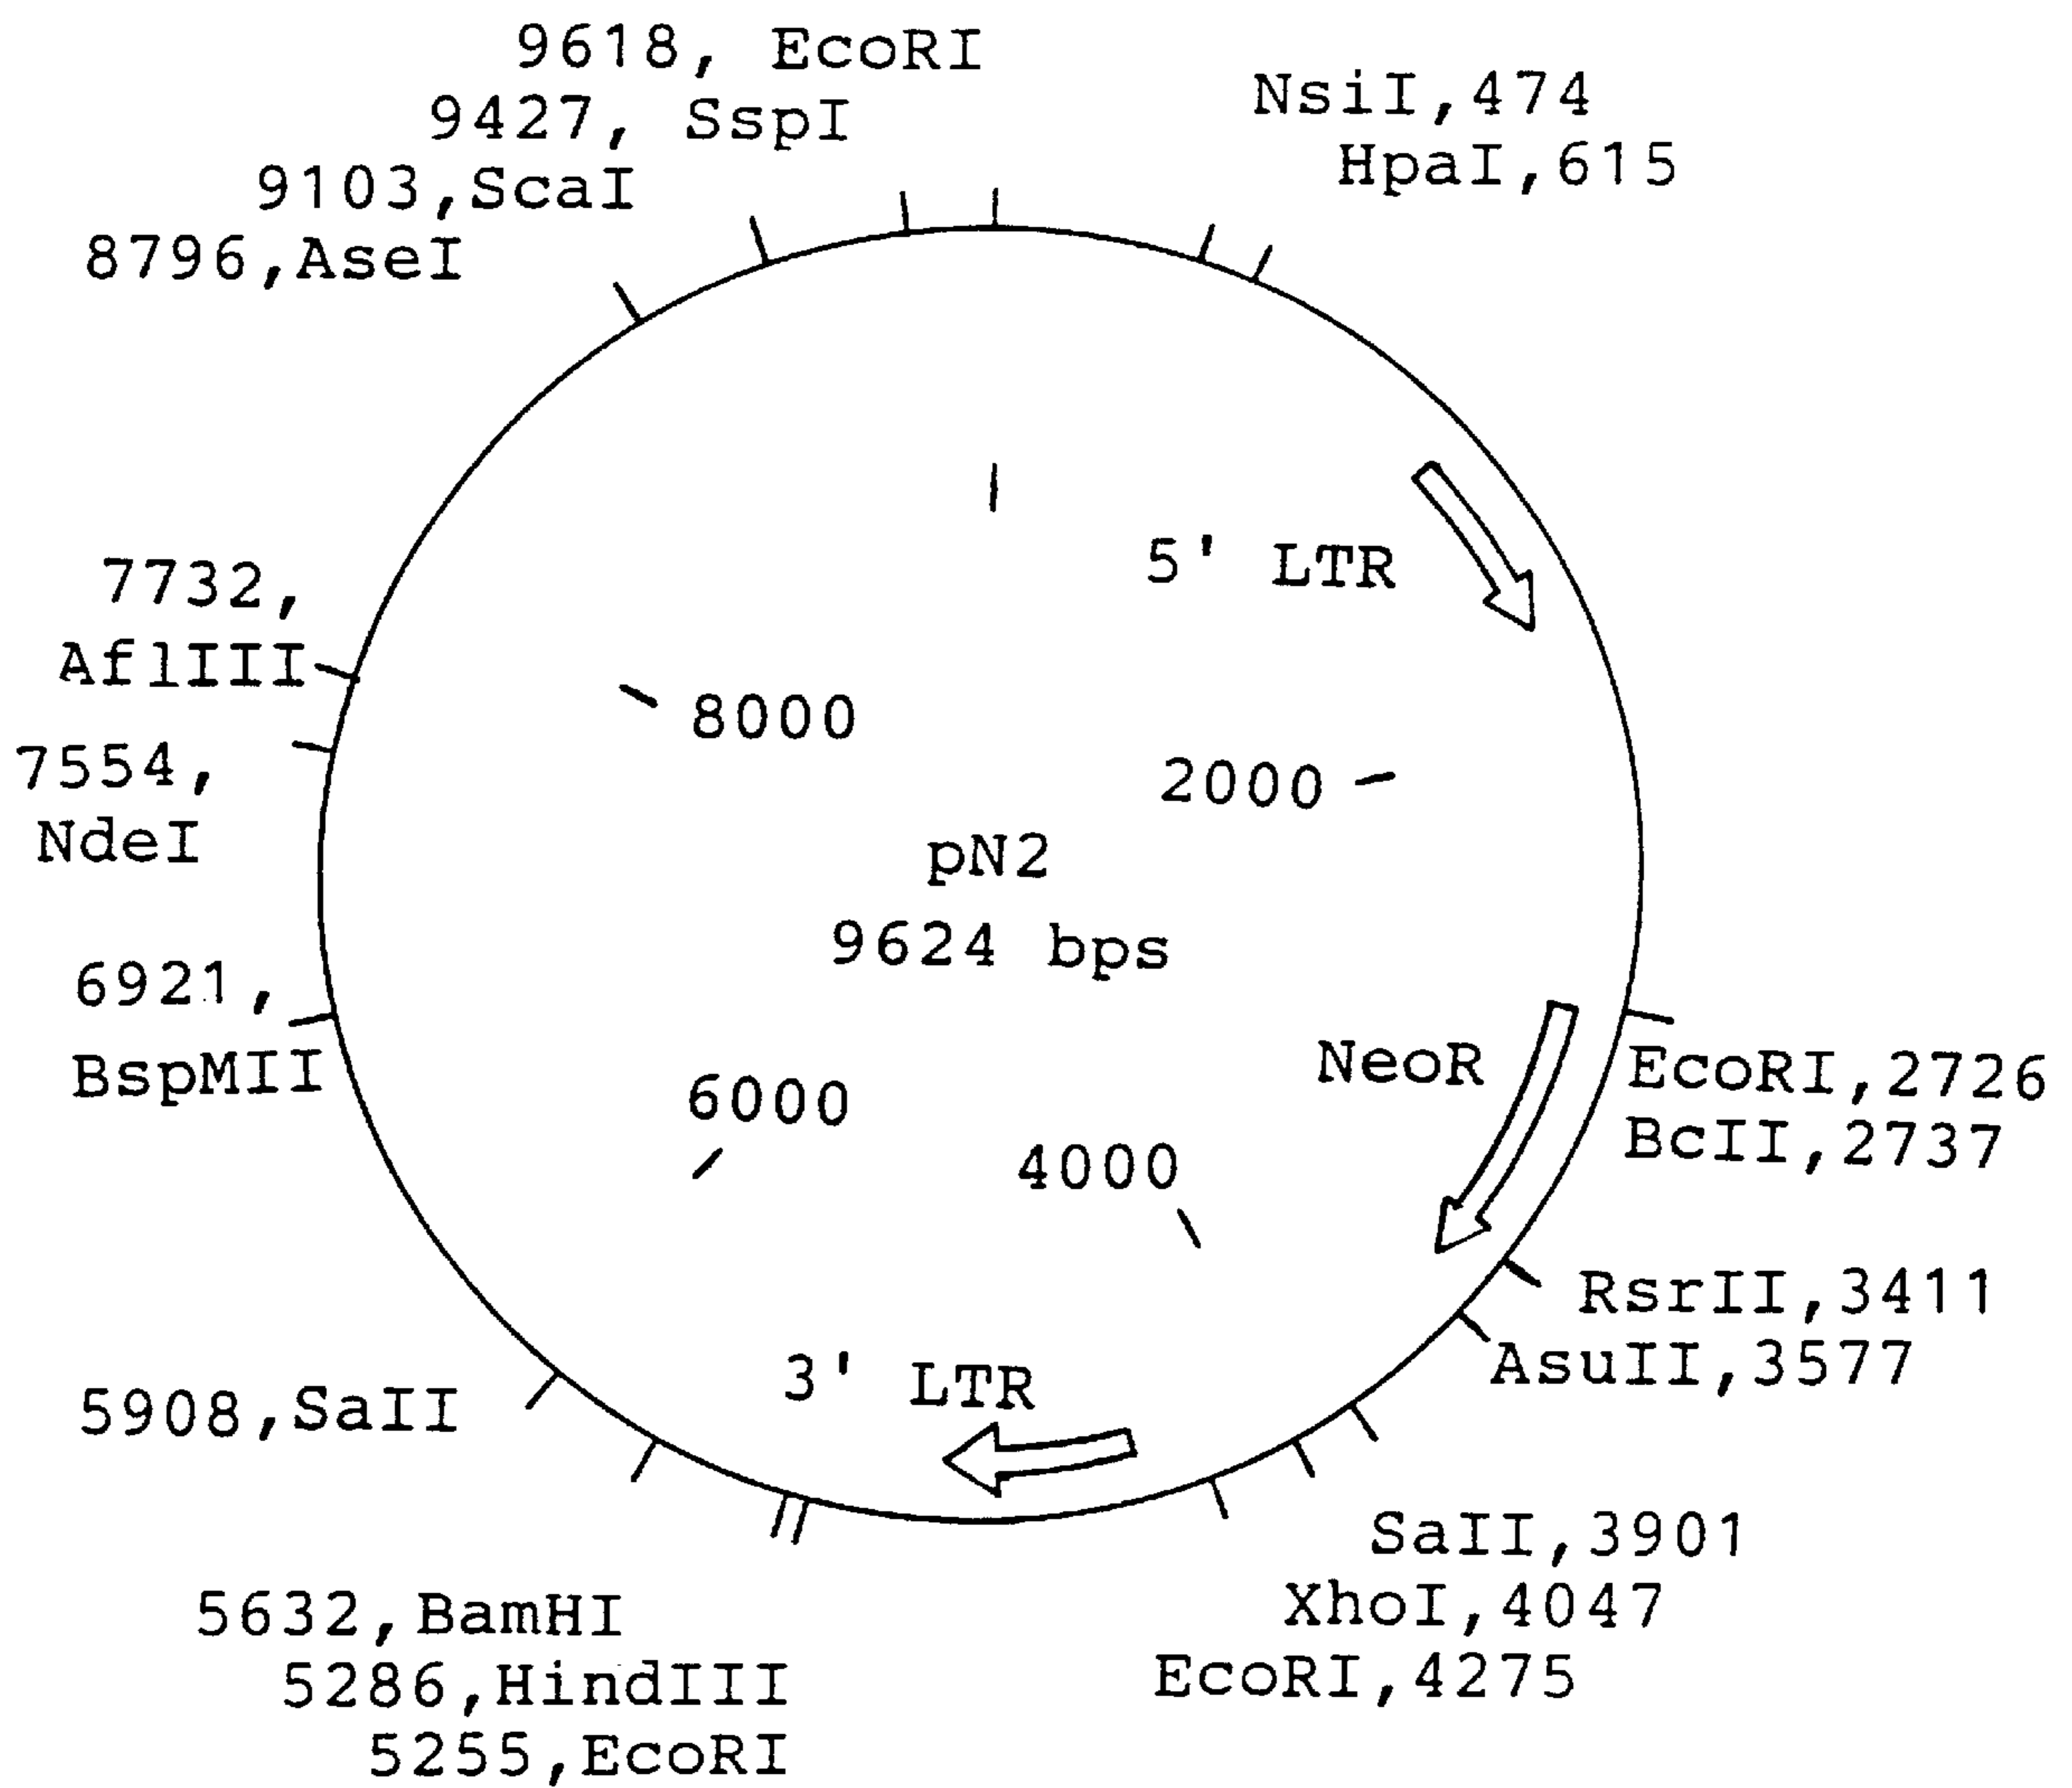 9618, EcoRI
9427, SspI
9103,ScaI
8796,AseI
NsiI,474
HpaI,615
5' LTR
7732,
AflIII
8000
2000
7554,
NdeI
pN2
9624 bps
6921,
BspMII
NeoR
EcoRI,2726
BcII,2737
6000
4000
RsrII,3411
AsuII,3577
3' LTR
5908,SaII
SaII,3901
XhoI,4047
EcoRI,4275
5632,BamHI
5286,HindIII
5255,EcoRI